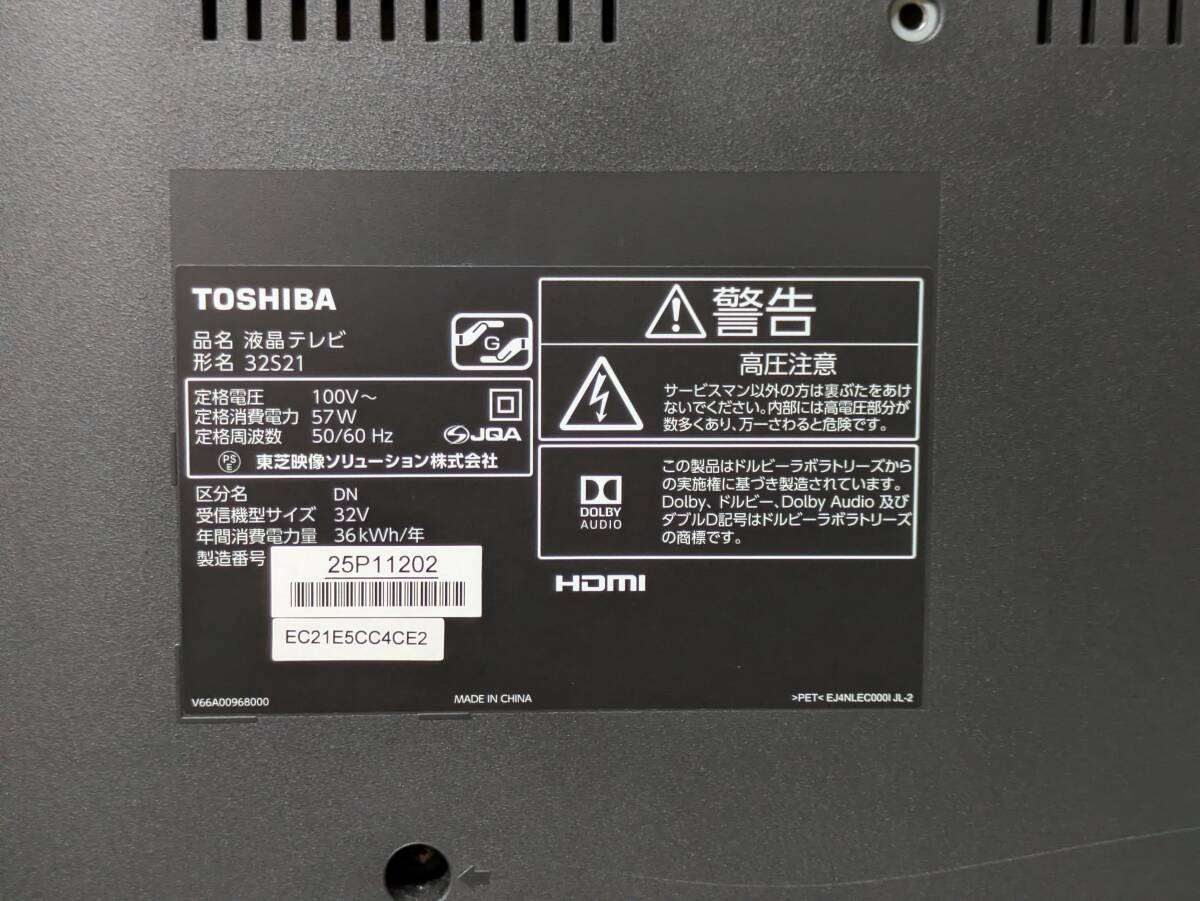 TOSHIBA
品名 液晶テレビ
形名 32S21
G
定格電圧 100V～
定格消費電力 57W
定格周波数 50/60 Hz
JQA
PS
E
東芝映像ソリューション株式会社
区分名 DN
受信機型サイズ 32V
年間消費電力量 36kWh/年
製造番号
25P11202
EC21E5CC4CE2
V66A00968000
MADE IN CHINA
警告
高圧注意
サービスマン以外の方は裏ぶたをあけ
ないでください。内部には高電圧部分が
数多くあり、万一さわると危険です。
DOLBY
AUDIO
この製品はドルビーラボラトリーズから
の実施権に基づき製造されています。
Dolby、ドルビー、Dolby Audio 及び
ダブルD記号はドルビーラボラトリーズ
の商標です。
HDMI
>PET< EJ4NLEC000I JL-2